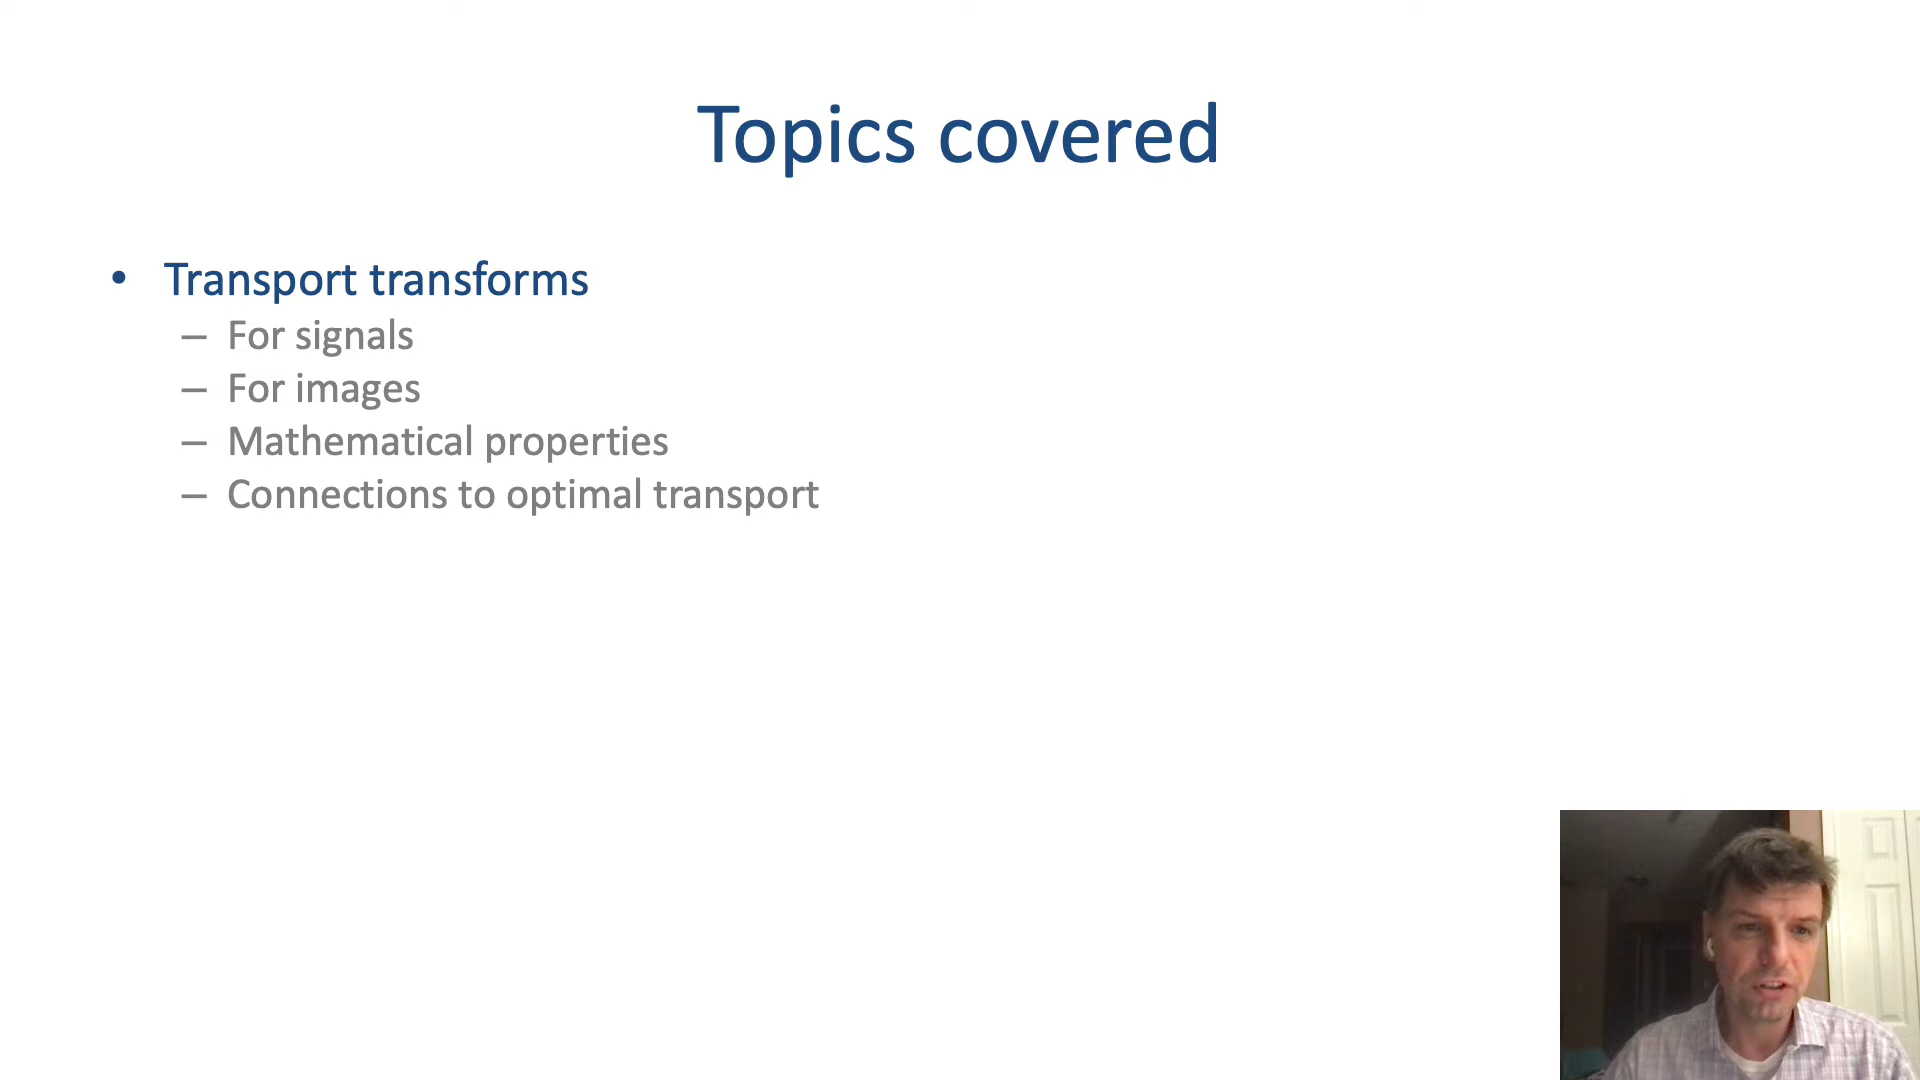 Topics covered
• Transport transforms
– For signals
– For images
– Mathematical properties
– Connections to optimal transport